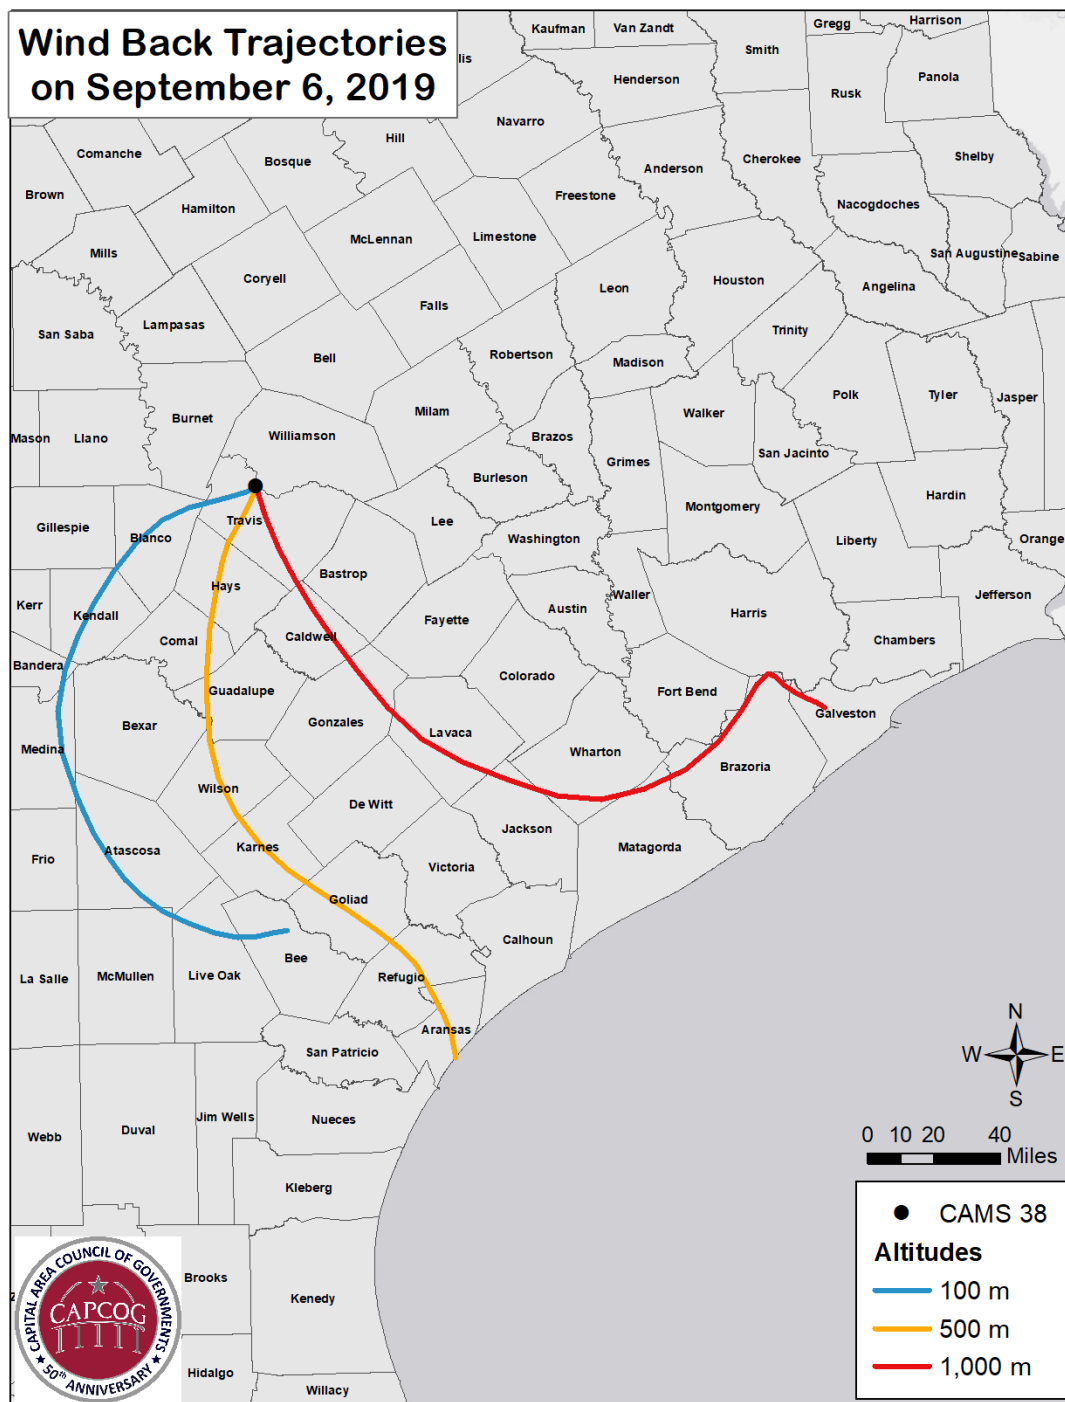 Wind Back Trajectories
on September 6, 2019
Kaufman
Van Zandt
Gregg
Harrison
Smith
Henderson
Panola
Rusk
Navarro
Hill
Comanche
Bosque
Anderson
Cherokee
Shelby
Brown
Freestone
Hamilton
Nacogdoches
McLennan
Limestone
Mills
San Augustine
Sabine
Coryell
Houston
Leon
Angelina
Falls
Lampasas
Trinity
San Saba
Bell
Robertson
Madison
Polk
Tyler
Jasper
Milam
Walker
Burnet
Mason
Llano
Williamson
Brazos
San Jacinto
Grimes
Burleson
Hardin
Montgomery
Travis
Lee
Gillespie
Blanco
Washington
Liberty
Orange
Bastrop
Hays
Waller
Jefferson
Kerr
Kendall
Austin
Harris
Fayette
Caldwell
Comal
Chambers
Bandera
Colorado
Guadalupe
Fort Bend
Galveston
Bexar
Gonzales
Lavaca
Medina
Wharton
Brazoria
Wilson
De Witt
Jackson
Karnes
Matagorda
Atascosa
Frio
Victoria
Goliad
Calhoun
Bee
La Salle
McMullen
Live Oak
Refugio
Aransas
San Patricio
Jim Wells
Nueces
Webb
Duval
Kleberg
Brooks
Kenedy
Hidalgo
Willacy
N
W
E
S
0 10 20 40
Miles
CAMS 38
Altitudes
100 m
500 m
1,000 m
CAPITAL AREA COUNCIL OF GOVERNMENTS
CAPCOG
50th ANNIVERSARY